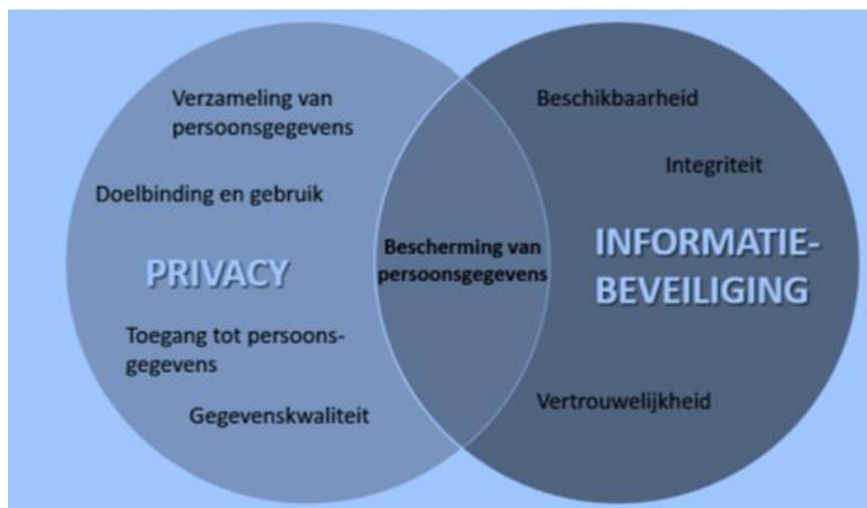 Verzameling van
persoonsgegevens
Doelbinding en gebruik
PRIVACY
Toegang tot persoons-
gegevens
Gegevenskwaliteit
Bescherming van
persoonsgegevens
Beschikbaarheid
Integriteit
INFORMATIE-
BEVEILIGING
Vertrouwelijkheid